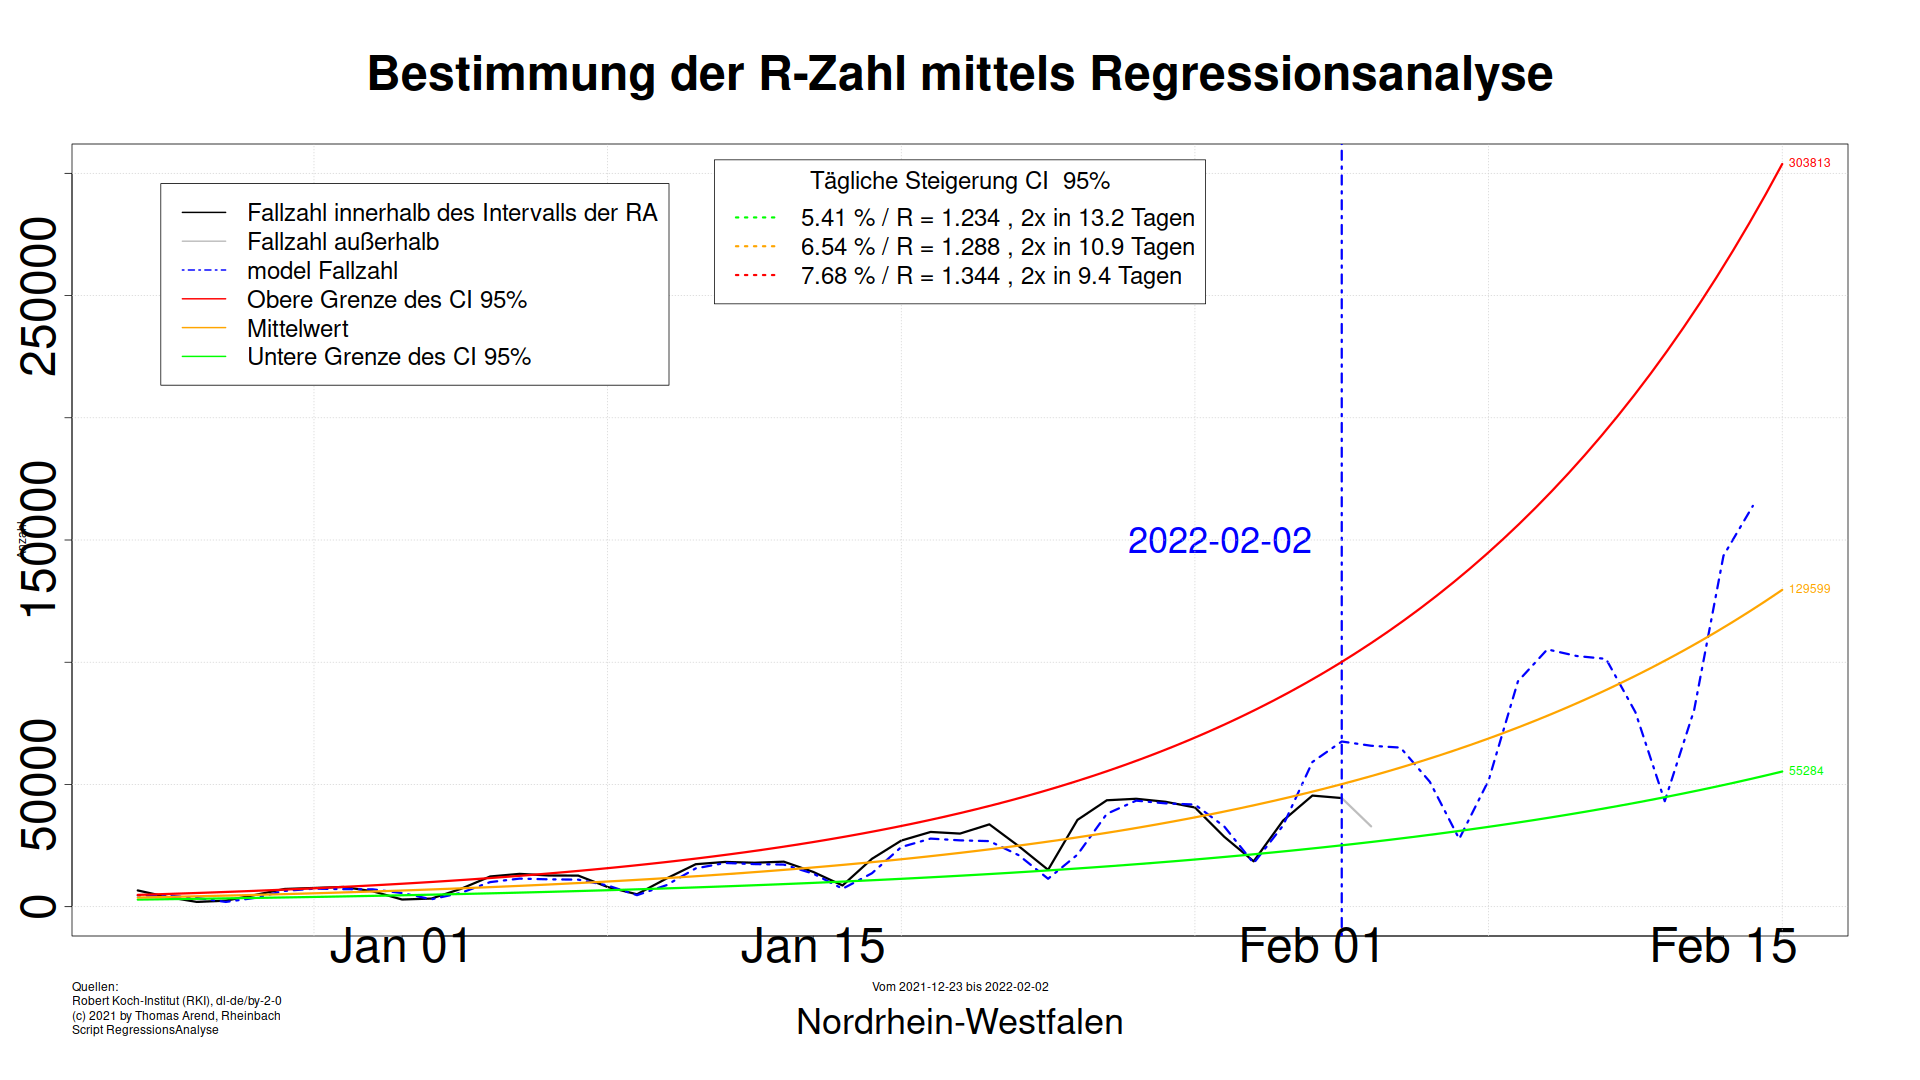 Bestimmung der R-Zahl mittels Regressionsanalyse
Fallzahl innerhalb des Intervalls der RA
Fallzahl außerhalb
model Fallzahl
Obere Grenze des CI 95%
Mittelwert
Untere Grenze des CI 95%
Tägliche Steigerung CI 95%
5.41 % / R = 1.234 , 2x in 13.2 Tagen
6.54 % / R = 1.288 , 2x in 10.9 Tagen
7.68 % / R = 1.344 , 2x in 9.4 Tagen
303813
129599
55284
2022-02-02
Anzahl
250000
150000
50000
0
Jan 01
Jan 15
Feb 01
Feb 15
Quellen:
Robert Koch-Institut (RKI), dl-de/by-2-0
(c) 2021 by Thomas Arend, Rheinbach
Script RegressionsAnalyse
Vom 2021-12-23 bis 2022-02-02
Nordrhein-Westfalen